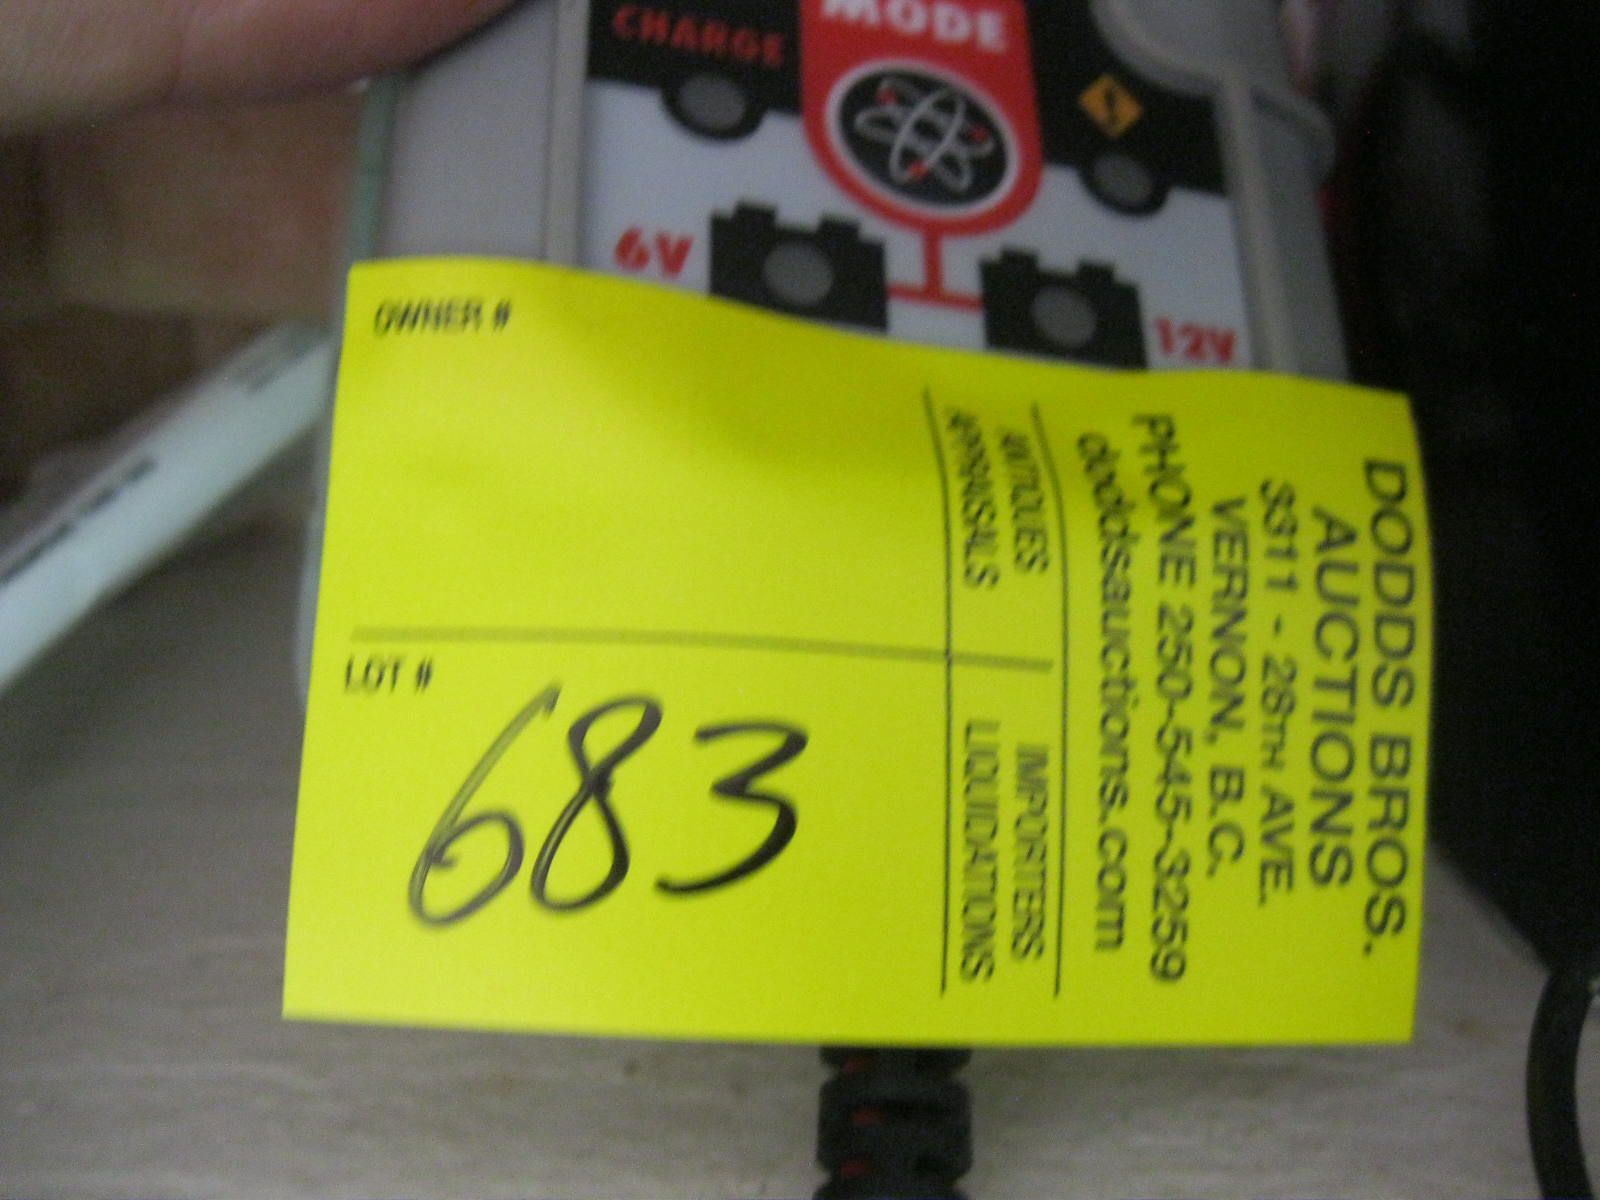 CHARGE
MODE
6V
12V
OWNER #
LOT #
683
DODDS BROS.
AUCTIONS
3311 - 28TH AVE.
VERNON, B.C.
PHONE 250-545-3259
doddsauctions.com
ANTIQUES IMPORTERS
APPRAISALS LIQUIDATIONS